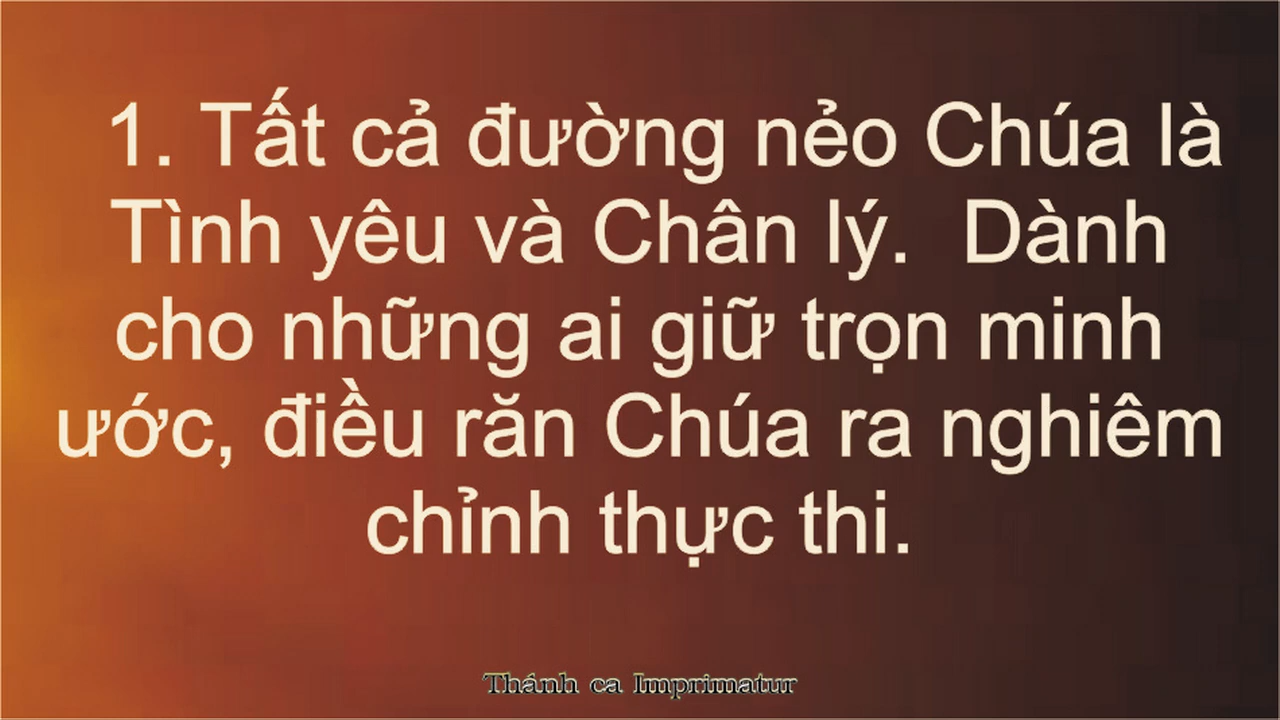 1. Tất cả đường nẻo Chúa là
Tình yêu và Chân lý.  Dành
cho những ai giữ trọn minh
ước, điều răn Chúa ra nghiêm
chỉnh thực thi.
Thánh ca Imprimatur